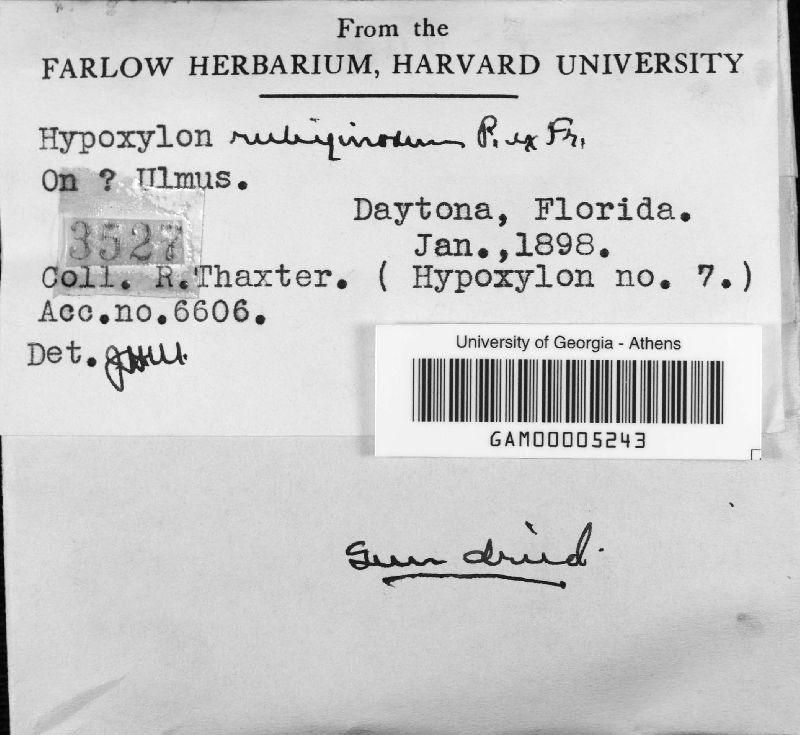 From the
FARLOW HERBARIUM, HARVARD UNIVERSITY
Hypoxylon rubiginosum P. ex Fr.
On ? Ulmus.
Daytona, Florida.
3527
Jan.,1898.
Coll. R.Thaxter. ( Hypoxylon no. 7.)
Acc.no.6606.
Det.
University of Georgia - Athens
GAM00005243
Sun dried.